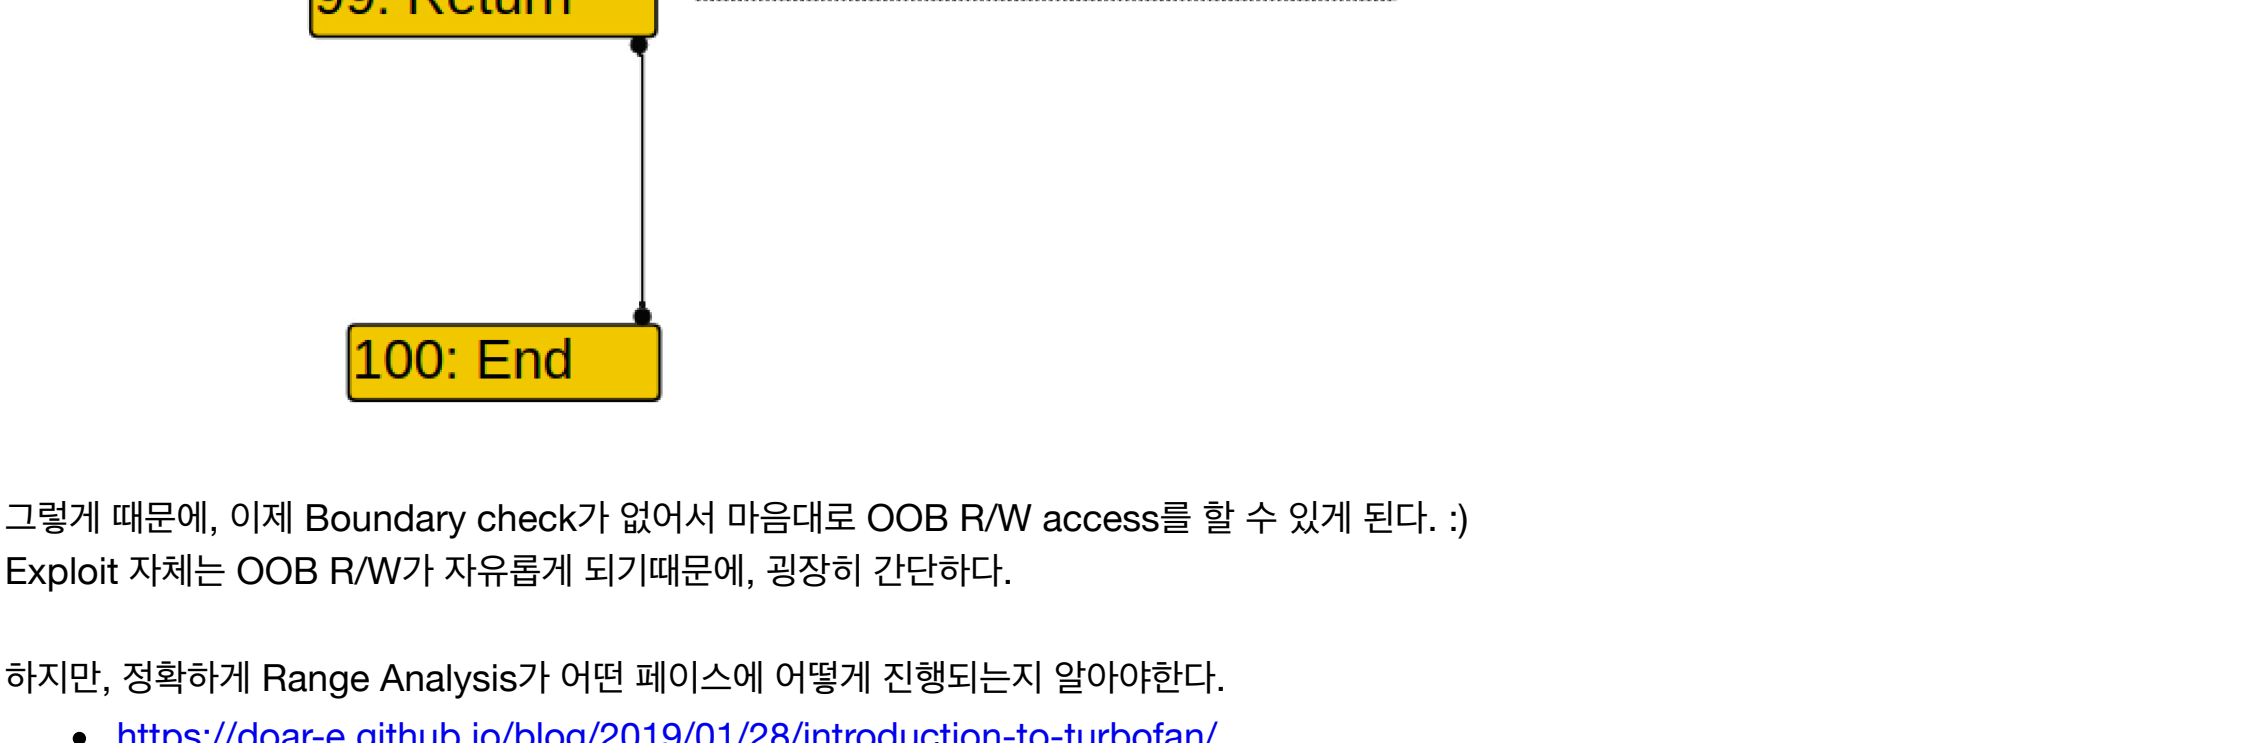 99: Return
100: End
그렇게 때문에, 이제 Boundary check가 없어서 마음대로 OOB R/W access를 할 수 있게 된다. :)
Exploit 자체는 OOB R/W가 자유롭게 되기때문에, 굉장히 간단하다.
하지만, 정확하게 Range Analysis가 어떤 페이스에 어떻게 진행되는지 알아야한다.
• https://doar-e.github.io/blog/2019/01/28/introduction-to-turbofan/